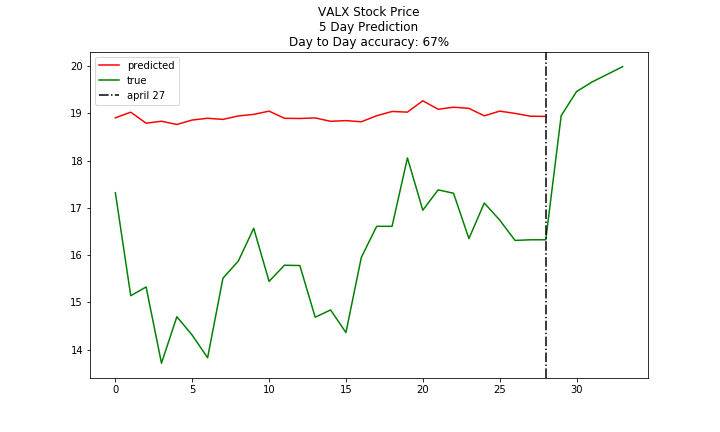 VALX Stock Price
5 Day Prediction
Day to Day accuracy: 67%
predicted
true
april 27
20
19
18
17
16
15
14
0 5 10 15 20 25 30